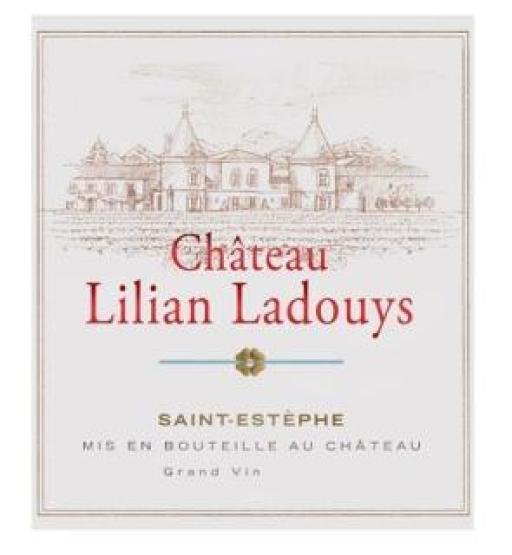 Château
Lilian Ladouys
SAINT-ESTÈPHE
MIS EN BOUTEILLE AU CHÂTEAU
Grand Vin